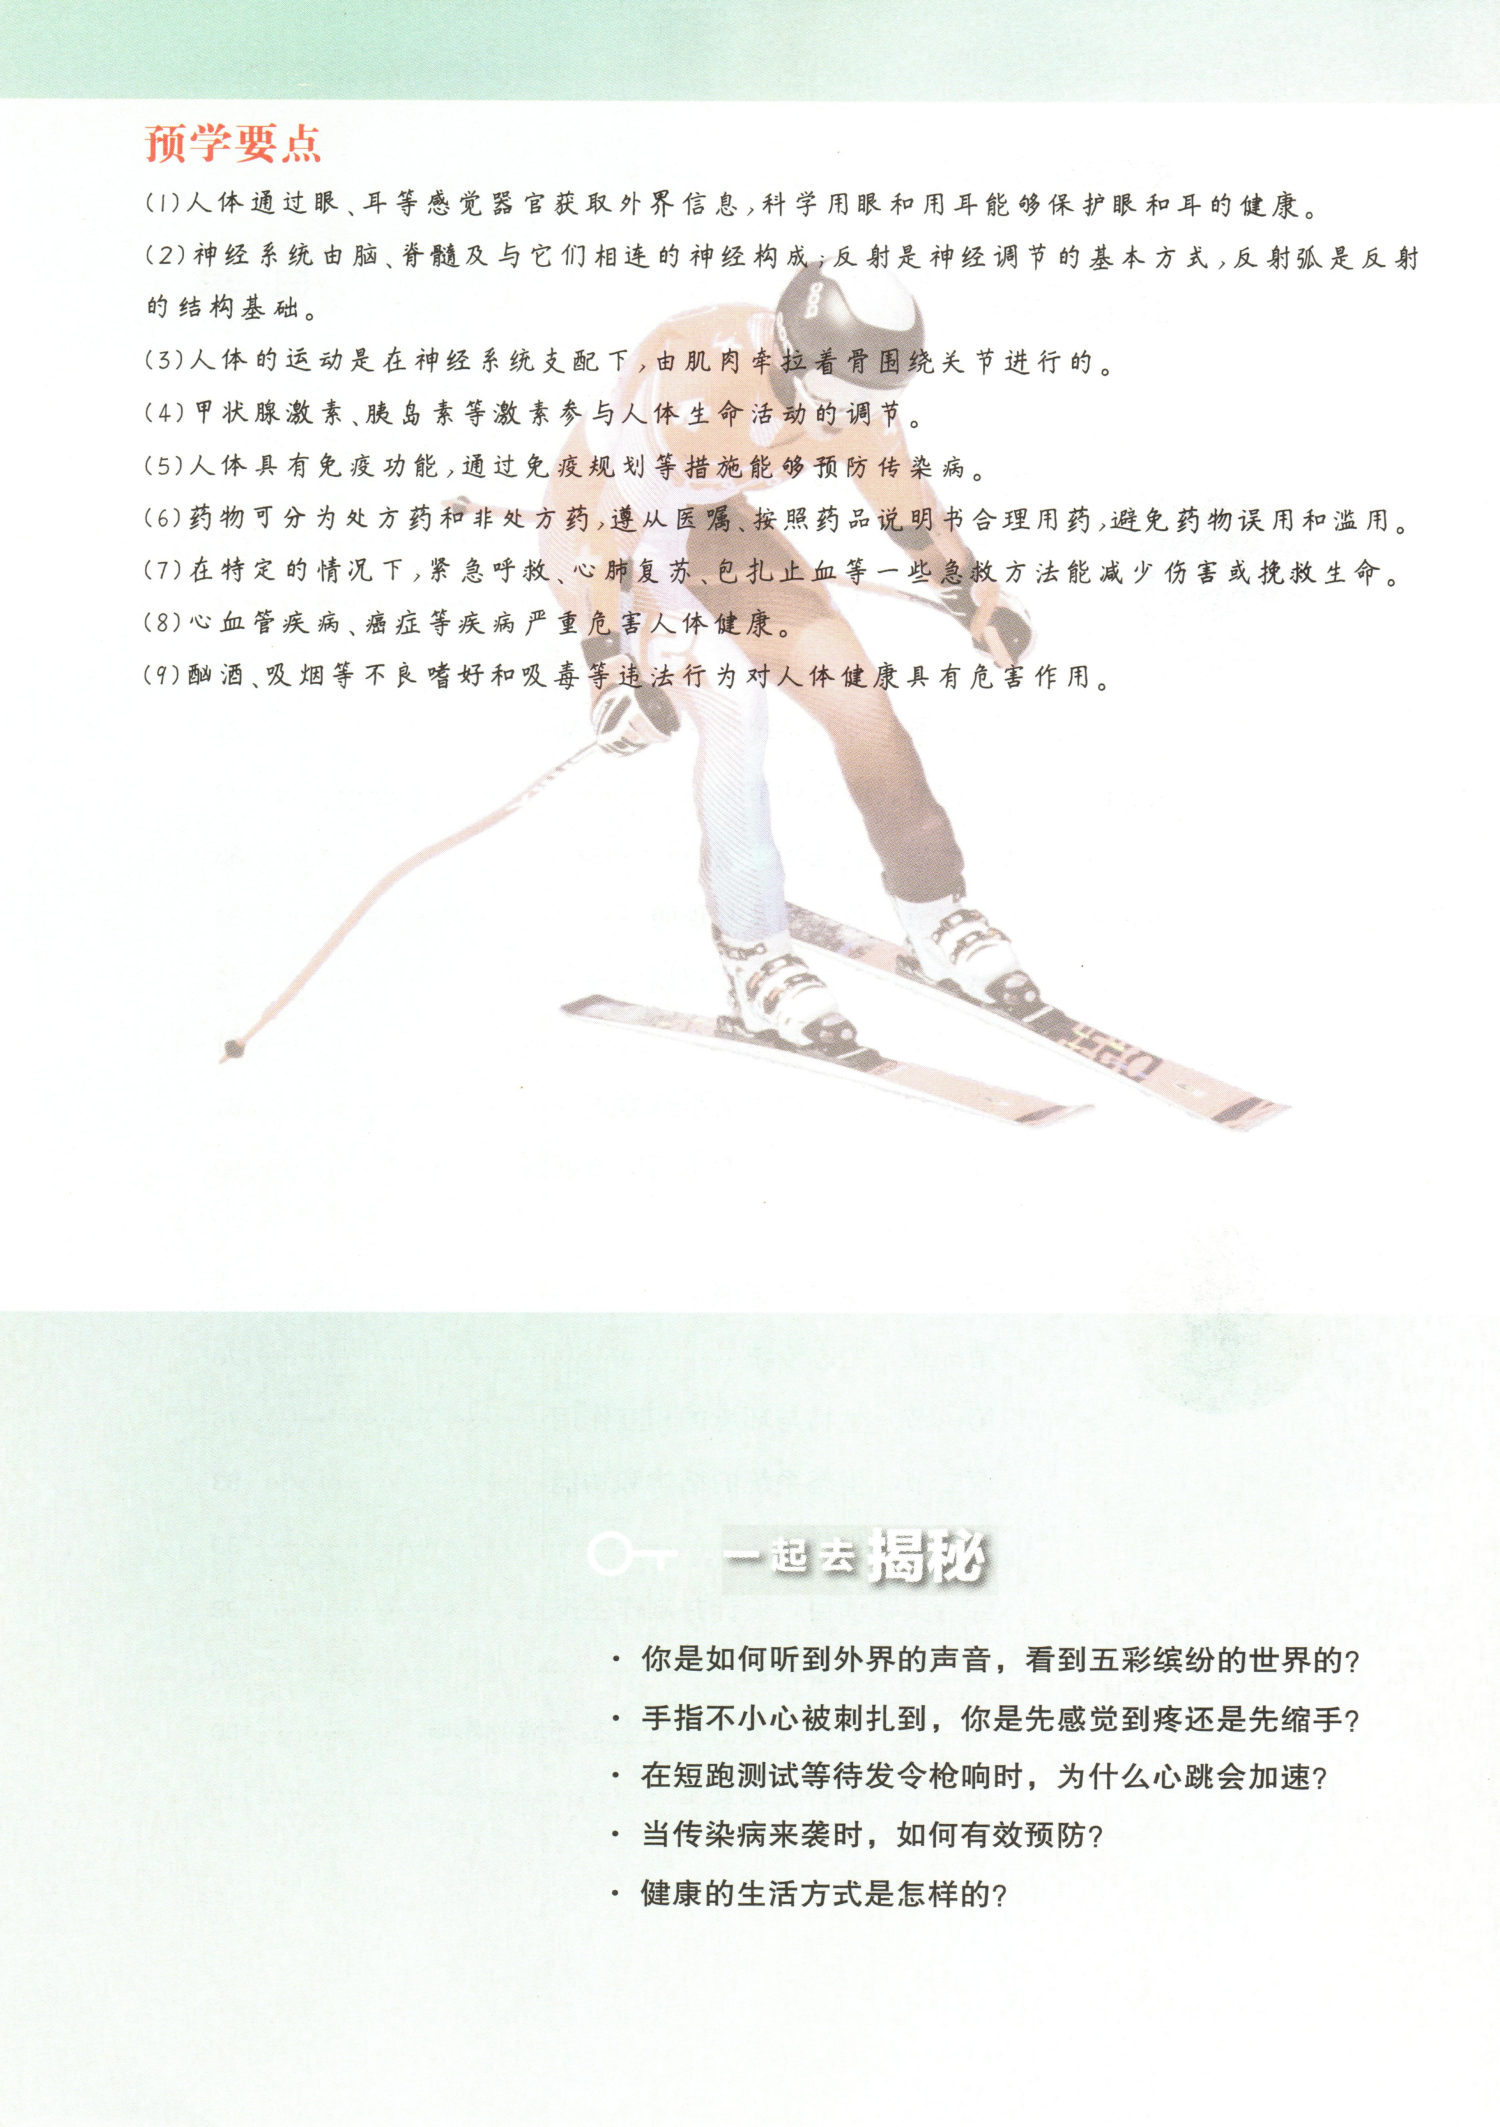 预学要点
(1)人体通过眼、耳等感觉器官获取外界信息,科学用眼和用耳能够保护眼和耳的健康。
(2)神经系统由脑、脊髓及与它们相连的神经构成;反射是神经调节的基本方式,反射弧是反射
的结构基础。
(3)人体的运动是在神经系统支配下,由肌肉牵拉着骨围绕关节进行的。
(4)甲状腺激素、胰岛素等激素参与人体生命活动的调节。
(5)人体具有免疫功能,通过免疫规划等措施能够预防传染病。
(6)药物可分为处方药和非处方药,遵从医嘱、按照药品说明书合理用药,避免药物误用和滥用。
(7)在特定的情况下,紧急呼救、心肺复苏、包扎止血等一些急救方法能减少伤害或挽救生命。
(8)心血管疾病、癌症等疾病严重危害人体健康。
(9)酗酒、吸烟等不良嗜好和吸毒等违法行为对人体健康具有危害作用。
一起去揭秘
· 你是如何听到外界的声音，看到五彩缤纷的世界的?
· 手指不小心被刺扎到，你是先感觉到疼还是先缩手?
· 在短跑测试等待发令枪响时，为什么心跳会加速?
· 当传染病来袭时，如何有效预防?
· 健康的生活方式是怎样的?